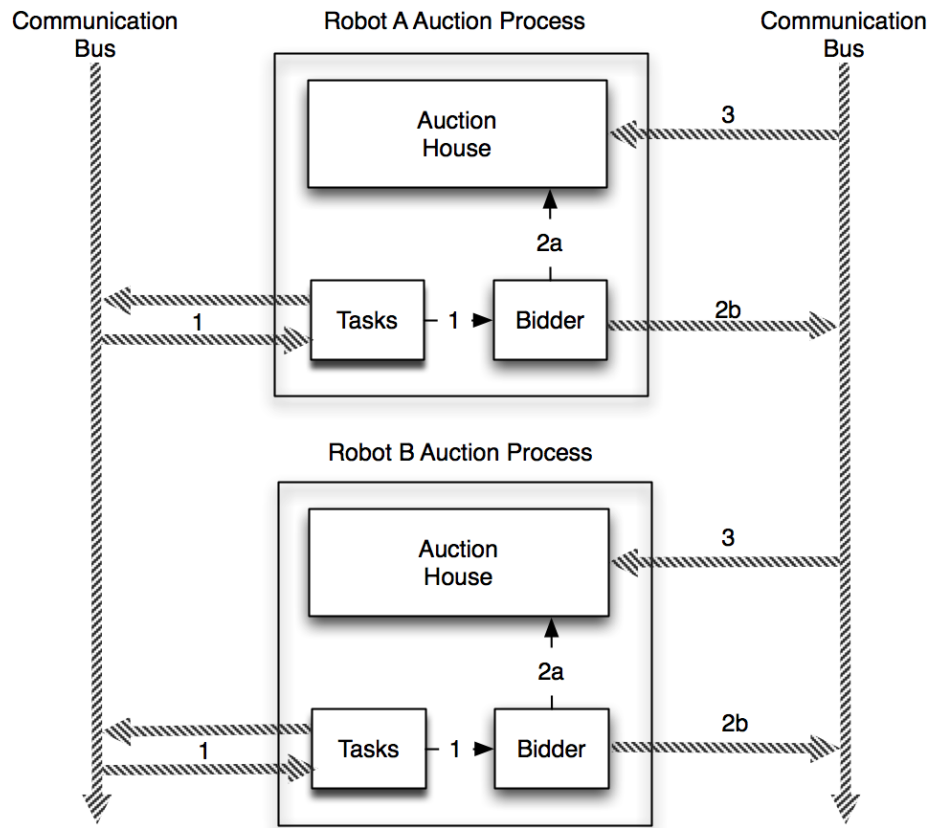 Communication
Bus
Robot A Auction Process
Communication
Bus
Auction
House
3
2a
1
Tasks
1
Bidder
2b
Robot B Auction Process
Auction
House
3
2a
1
Tasks
1
Bidder
2b